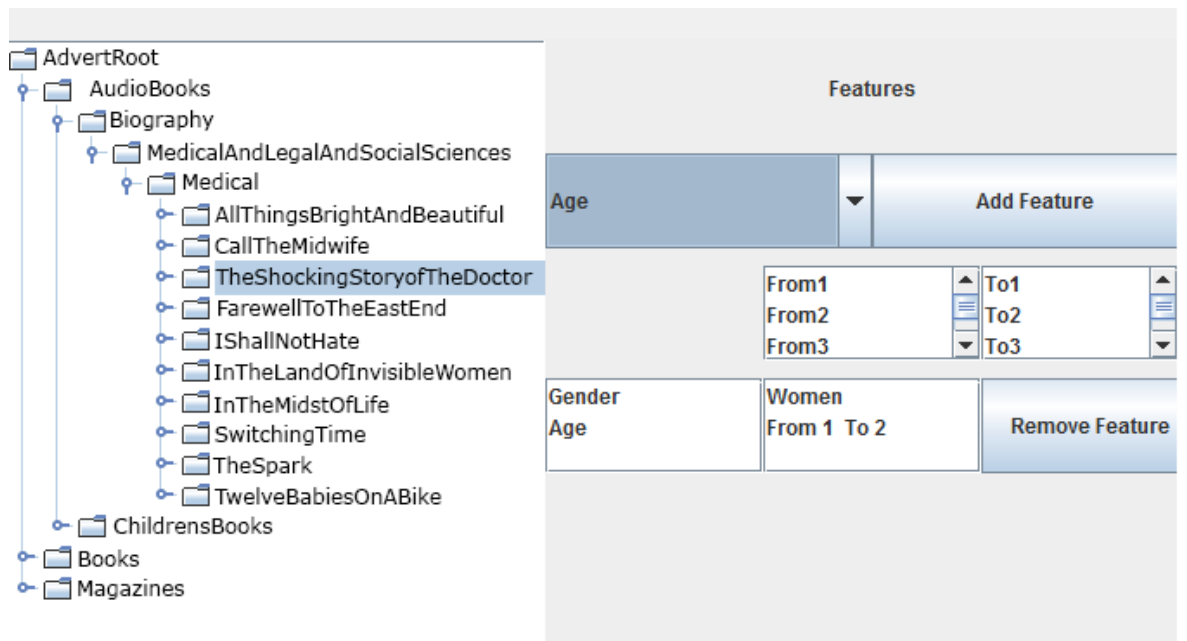 AdvertRoot
AudioBooks
Biography
MedicalAndLegalAndSocialSciences
Medical
AllThingsBrightAndBeautiful
CallTheMidwife
TheShockingStoryofTheDoctor
FarewellToTheEastEnd
IShallNotHate
InTheLandOfInvisibleWomen
InTheMidstOfLife
SwitchingTime
TheSpark
TwelveBabiesOnABike
ChildrensBooks
Books
Magazines
Features
Age Add Feature
From1 To1
From2 To2
From3 To3
Gender Women
Age From 1 To 2
Remove Feature